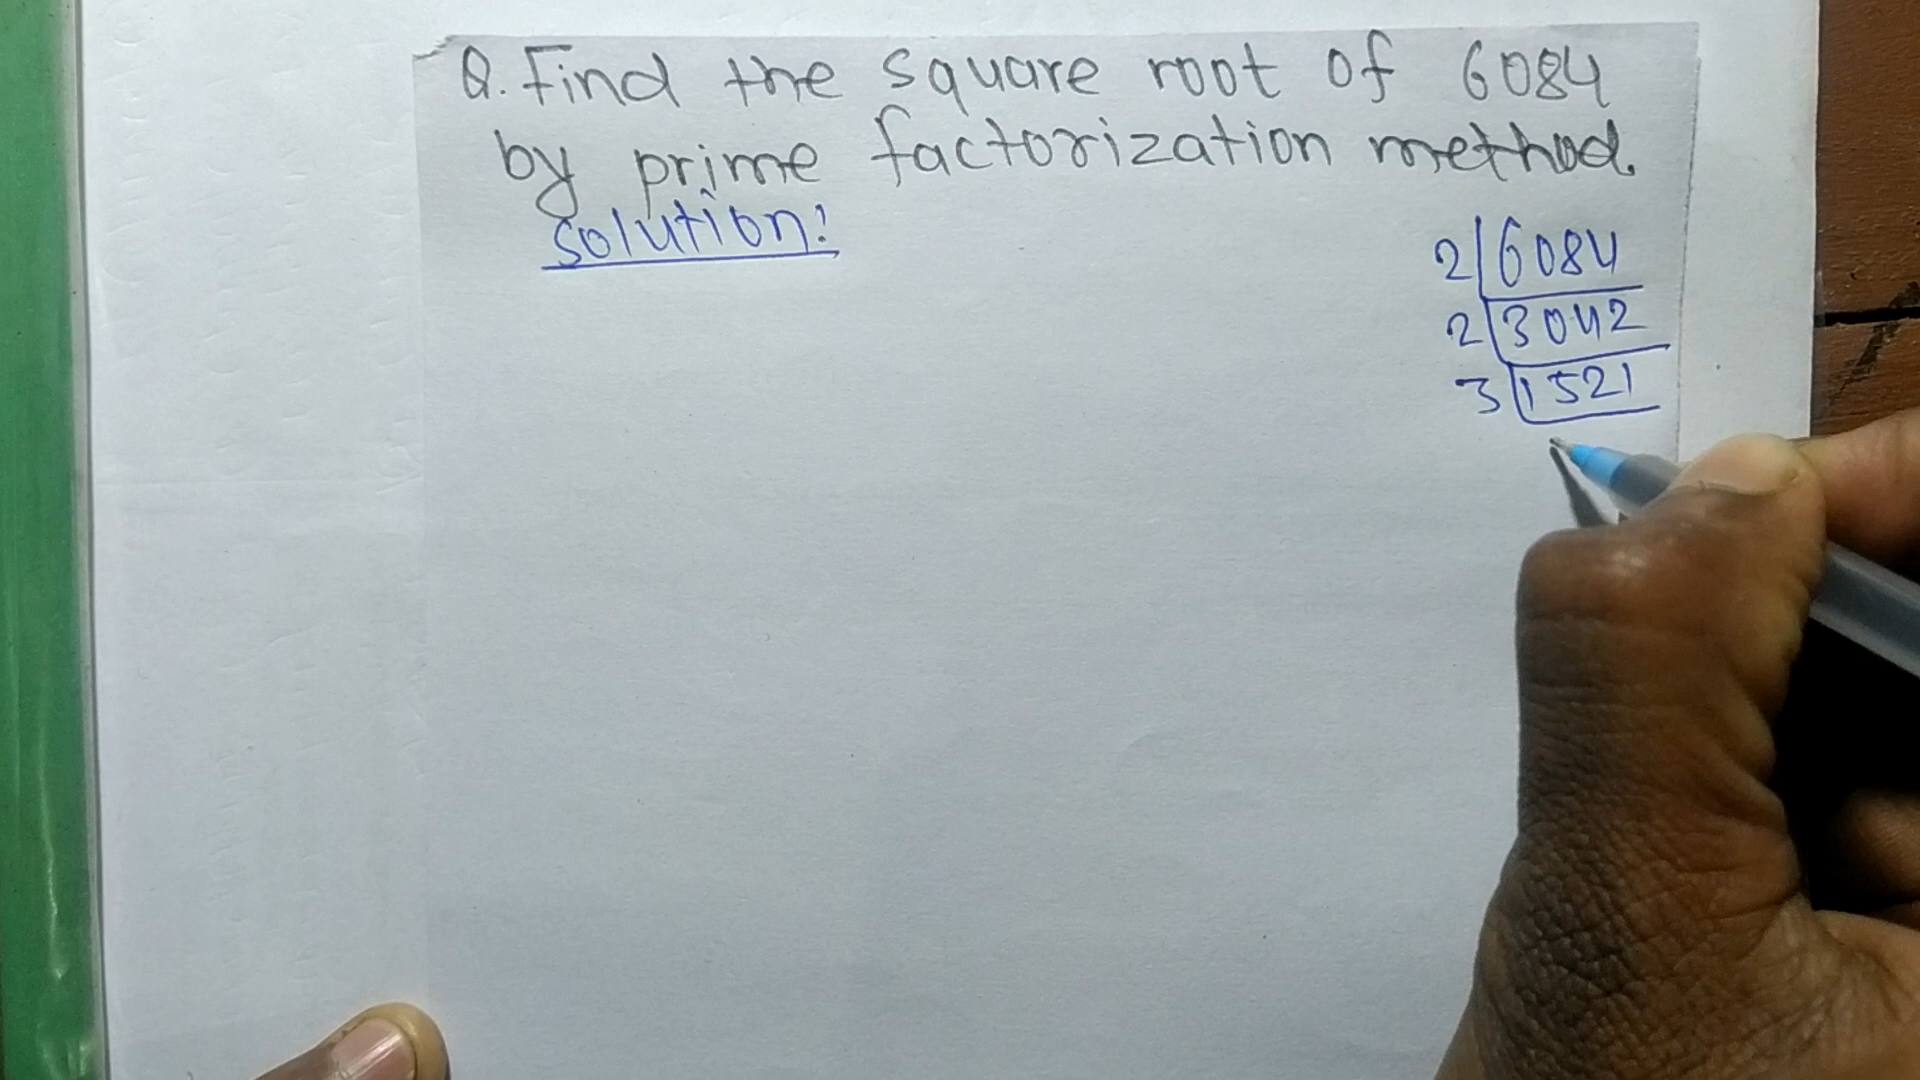 Q. Find the square root of 6084
by prime factorization method.
Solution:
2|6084
2|3042
3|1521